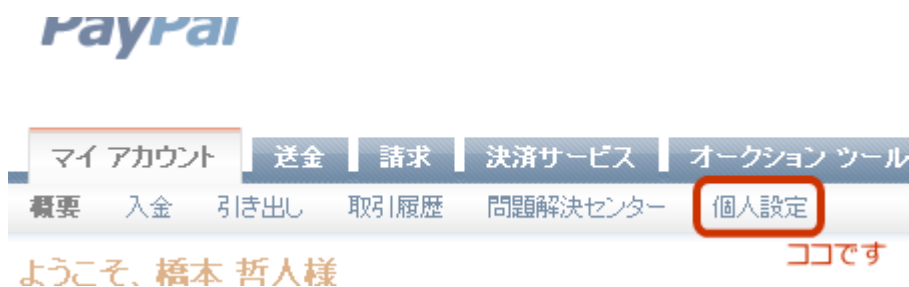 PayPal
マイ アカウント 送金 請求 決済サービス オークション ツール
概要 入金 引き出し 取引履歴 問題解決センター 個人設定
ココです
ようこそ、橋本 哲人様